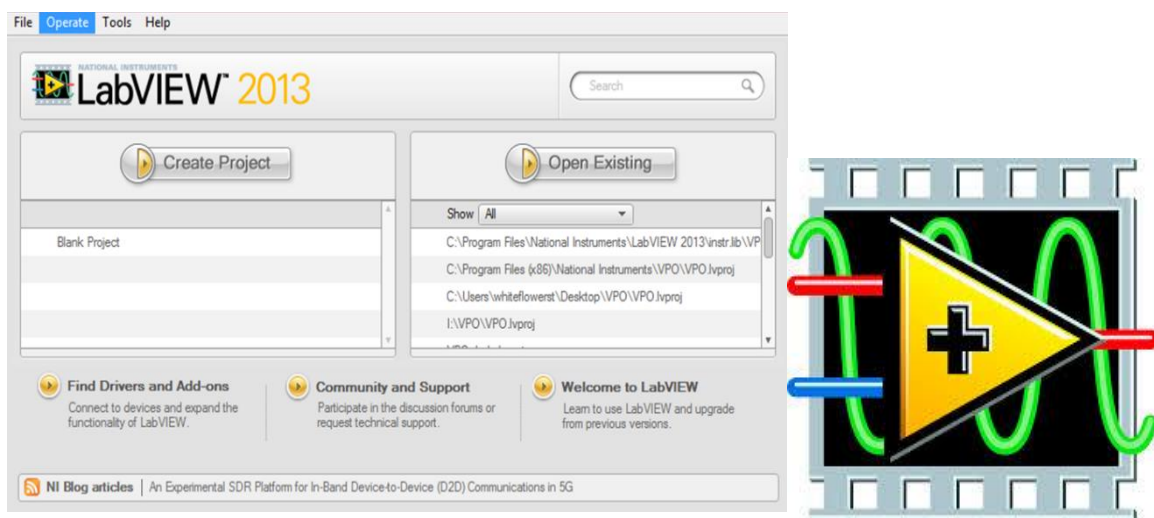 File Operate Tools Help
NATIONAL INSTRUMENTS
LabVIEW™ 2013
Search
Create Project
Blank Project
Open Existing
Show All
C:\Program Files\National Instruments\LabVIEW 2013\instr.lib\VP
C:\Program Files (x86)\National Instruments\VPO\VPO.lvproj
C:\Users\whiteflowerst\Desktop\VPO\VPO.lvproj
I:\VPO\VPO.lvproj
Find Drivers and Add-ons
Connect to devices and expand the
functionality of LabVIEW.
Community and Support
Participate in the discussion forums or
request technical support.
Welcome to LabVIEW
Learn to use LabVIEW and upgrade
from previous versions.
NI Blog articles | An Experimental SDR Platform for In-Band Device-to-Device (D2D) Communications in 5G